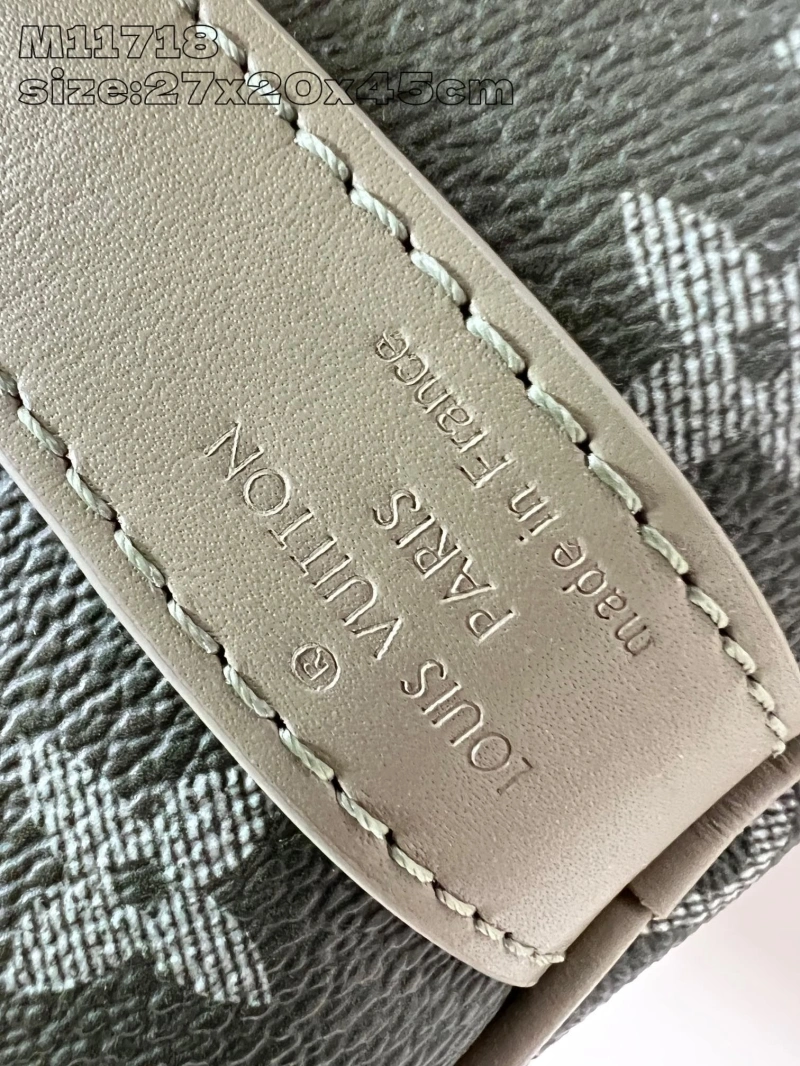 M11718
size:27x20x45cm
®
LOUIS VUITTON
PARIS
made in France